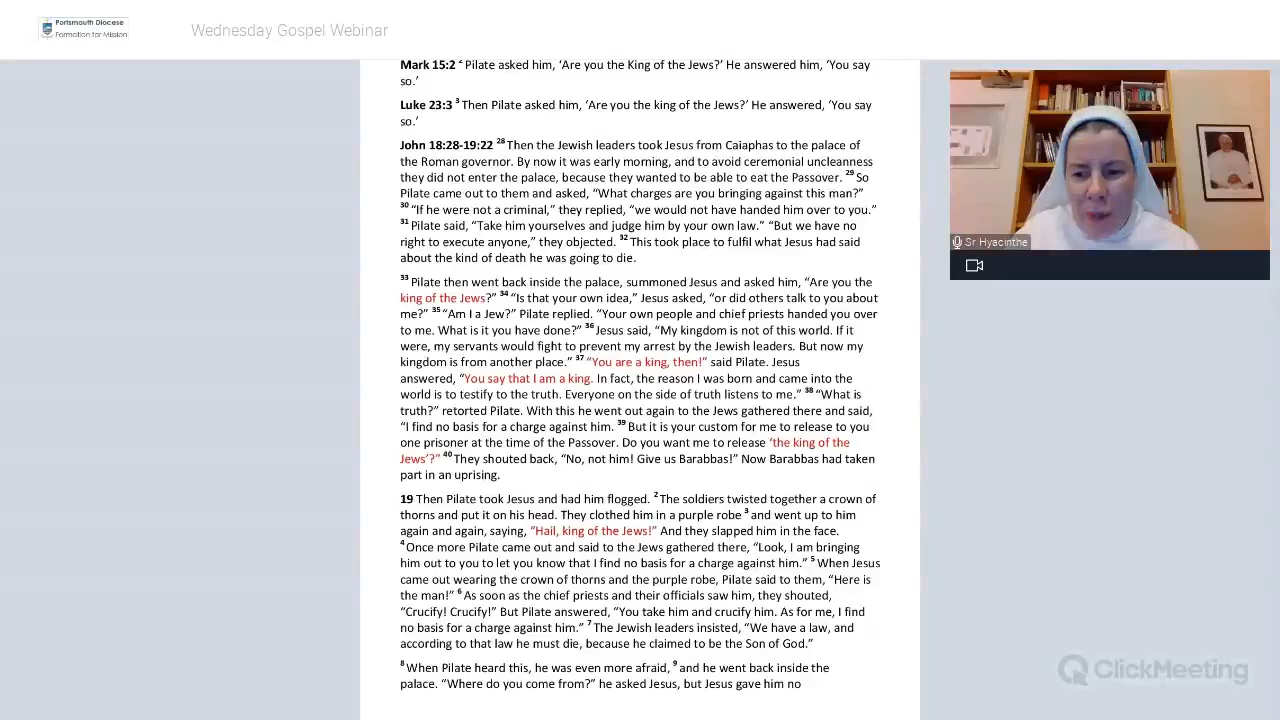 Portsmouth Diocese
Formation for Mission
Wednesday Gospel Webinar
Mark 15:2 2 Pilate asked him, ‘Are you the King of the Jews?’ He answered him, ‘You say
so.’
Luke 23:3 3 Then Pilate asked him, ‘Are you the king of the Jews?’ He answered, ‘You say
so.’
John 18:28-19:22 28 Then the Jewish leaders took Jesus from Caiaphas to the palace of
the Roman governor. By now it was early morning, and to avoid ceremonial uncleanness
they did not enter the palace, because they wanted to be able to eat the Passover. 29 So
Pilate came out to them and asked, “What charges are you bringing against this man?”
30 “If he were not a criminal,” they replied, “we would not have handed him over to you.”
31 Pilate said, “Take him yourselves and judge him by your own law.” “But we have no
right to execute anyone,” they objected. 32 This took place to fulfil what Jesus had said
about the kind of death he was going to die.
33 Pilate then went back inside the palace, summoned Jesus and asked him, “Are you the
king of the Jews?” 34 “Is that your own idea,” Jesus asked, “or did others talk to you about
me?” 35 “Am I a Jew?” Pilate replied. “Your own people and chief priests handed you over
to me. What is it you have done?” 36 Jesus said, “My kingdom is not of this world. If it
were, my servants would fight to prevent my arrest by the Jewish leaders. But now my
kingdom is from another place.” 37 “You are a king, then!” said Pilate. Jesus
answered, “You say that I am a king. In fact, the reason I was born and came into the
world is to testify to the truth. Everyone on the side of truth listens to me.” 38 “What is
truth?” retorted Pilate. With this he went out again to the Jews gathered there and said,
“I find no basis for a charge against him. 39 But it is your custom for me to release to you
one prisoner at the time of the Passover. Do you want me to release ‘the king of the
Jews’?” 40 They shouted back, “No, not him! Give us Barabbas!” Now Barabbas had taken
part in an uprising.
19 Then Pilate took Jesus and had him flogged. 2 The soldiers twisted together a crown of
thorns and put it on his head. They clothed him in a purple robe 3 and went up to him
again and again, saying, “Hail, king of the Jews!” And they slapped him in the face.
4 Once more Pilate came out and said to the Jews gathered there, “Look, I am bringing
him out to you to let you know that I find no basis for a charge against him.” 5 When Jesus
came out wearing the crown of thorns and the purple robe, Pilate said to them, “Here is
the man!” 6 As soon as the chief priests and their officials saw him, they shouted,
“Crucify! Crucify!” But Pilate answered, “You take him and crucify him. As for me, I find
no basis for a charge against him.” 7 The Jewish leaders insisted, “We have a law, and
according to that law he must die, because he claimed to be the Son of God.”
8 When Pilate heard this, he was even more afraid, 9 and he went back inside the
palace. “Where do you come from?” he asked Jesus, but Jesus gave him no
Sr Hyacinthe
ClickMeeting